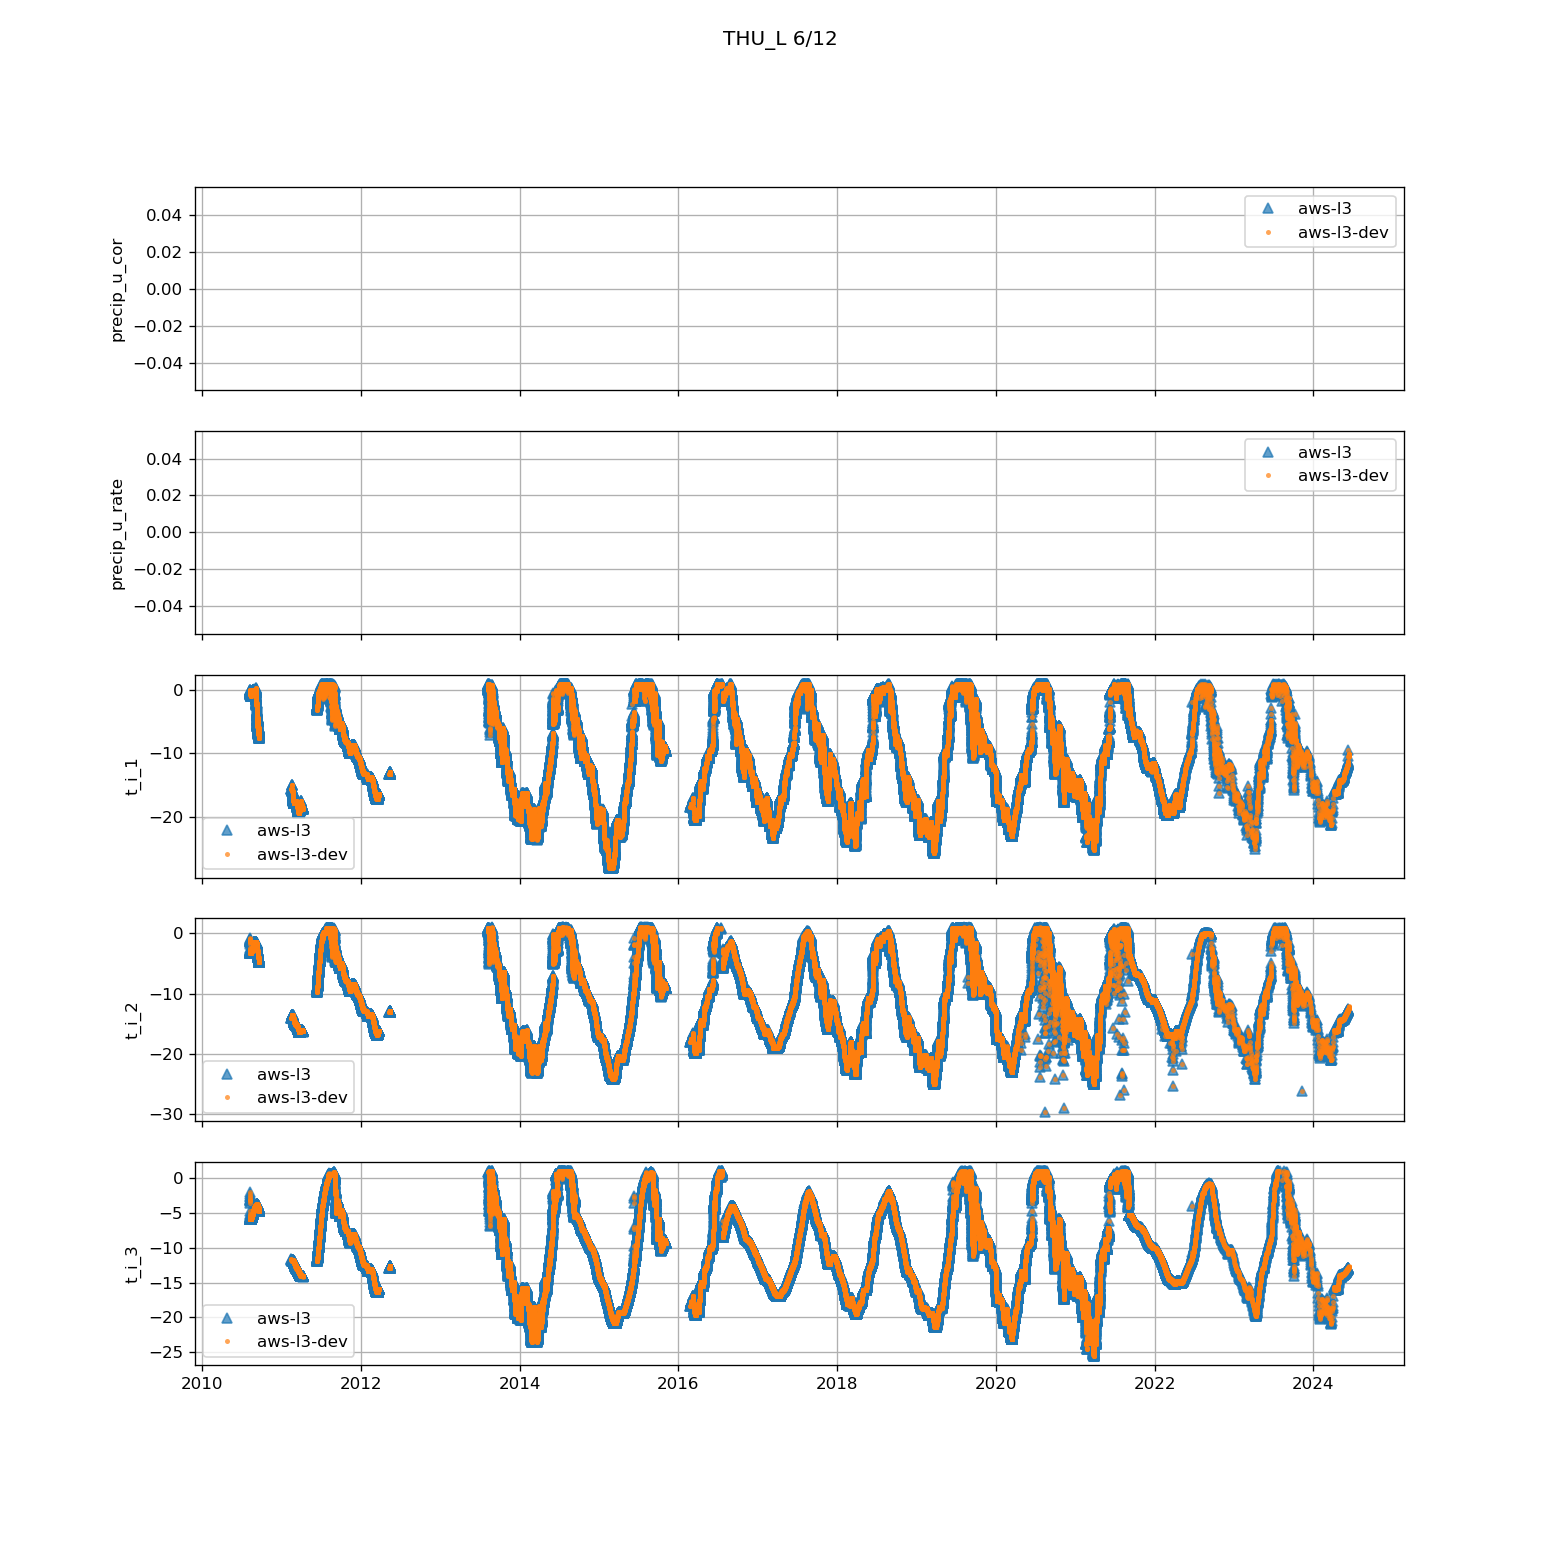 THU_L 6/12
precip_u_cor
0.04
0.02
0.00
−0.02
−0.04
aws-l3
aws-l3-dev
precip_u_rate
0.04
0.02
0.00
−0.02
−0.04
aws-l3
aws-l3-dev
t_i_1
0
−10
−20
aws-l3
aws-l3-dev
t_i_2
0
−10
−20
−30
aws-l3
aws-l3-dev
t_i_3
0
−5
−10
−15
−20
−25
aws-l3
aws-l3-dev
2010 2012 2014 2016 2018 2020 2022 2024